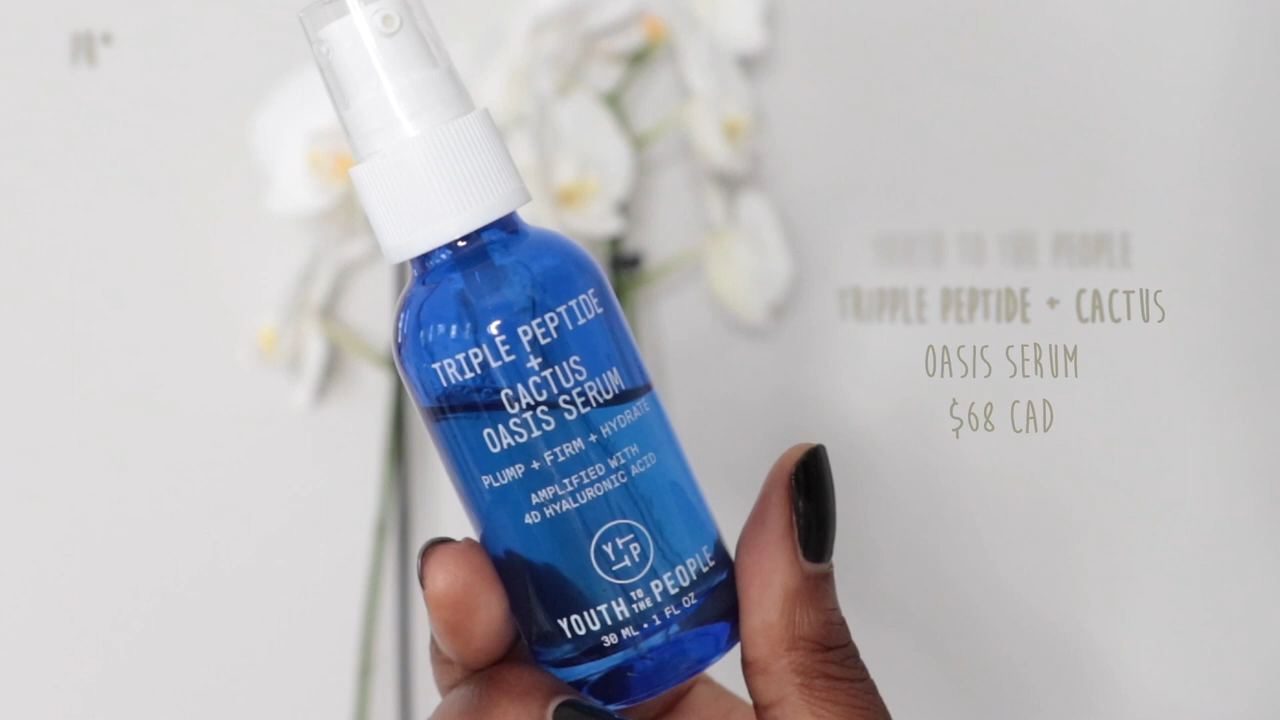 TRIPLE PEPTIDE
+
CACTUS
OASIS SERUM
PLUMP + FIRM + HYDRATE
AMPLIFIED WITH
4D HYALURONIC ACID
YTTP
YOUTH TO THE PEOPLE
30 ML • 1 FL OZ
YOUTH TO THE PEOPLE
TRIPPLE PEPTIDE + CACTUS
OASIS SERUM
$68 CAD